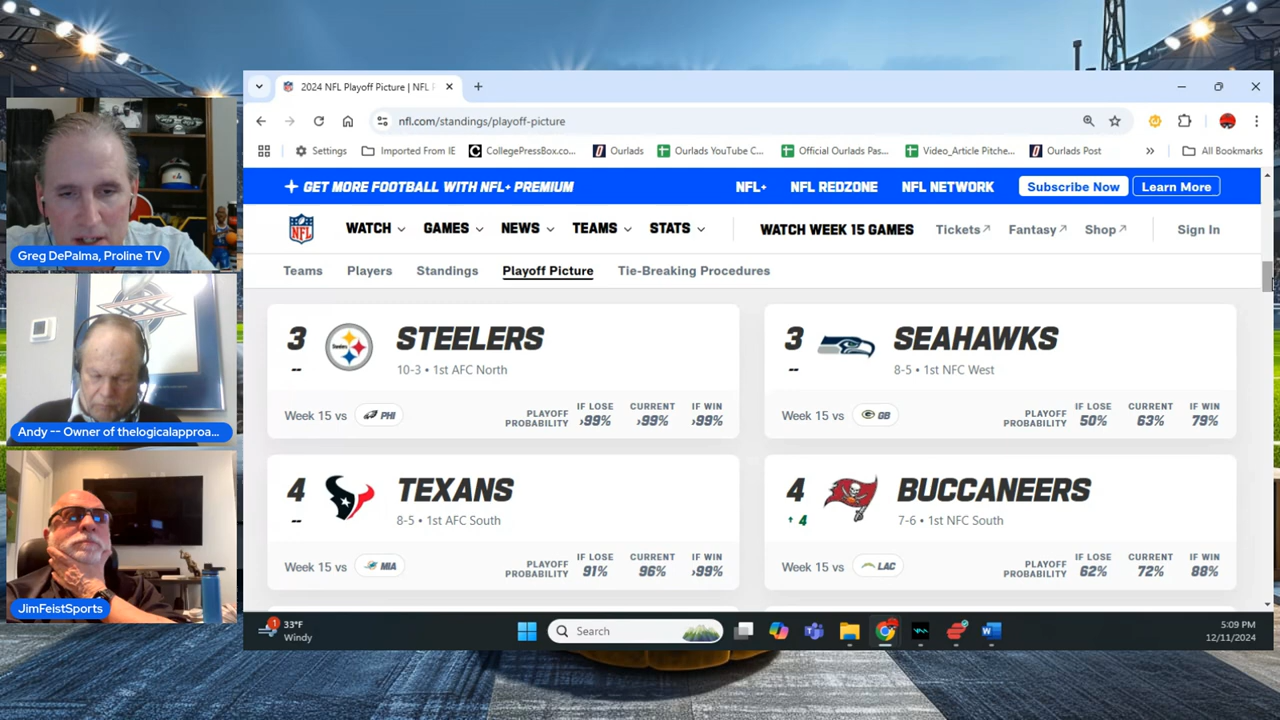 Greg DePalma, Proline TV
Andy -- Owner of thelogicalapproa...
JimFeistSports
2024 NFL Playoff Picture | NFL
nfl.com/standings/playoff-picture
Settings
Imported From IE
CollegePressBox.co...
Ourlads
Ourlads YouTube C...
Official Ourlads Pas...
Video_Article Pitche...
Ourlads Post
»
All Bookmarks
GET MORE FOOTBALL WITH NFL+ PREMIUM
NFL+
NFL REDZONE
NFL NETWORK
Subscribe Now
Learn More
NFL
WATCH
GAMES
NEWS
TEAMS
STATS
WATCH WEEK 15 GAMES
Tickets
Fantasy
Shop
Sign In
Teams
Players
Standings
Playoff Picture
Tie-Breaking Procedures
3
--
Steelers
STEELERS
10-3 • 1st AFC North
Week 15 vs
PHI
PLAYOFF
PROBABILITY
IF LOSE
>99%
CURRENT
>99%
IF WIN
>99%
3
--
SEAHAWKS
8-5 • 1st NFC West
Week 15 vs
GB
PLAYOFF
PROBABILITY
IF LOSE
50%
CURRENT
63%
IF WIN
79%
4
--
TEXANS
8-5 • 1st AFC South
Week 15 vs
MIA
PLAYOFF
PROBABILITY
IF LOSE
91%
CURRENT
96%
IF WIN
>99%
4
↑ 4
BUCCANEERS
7-6 • 1st NFC South
Week 15 vs
LAC
PLAYOFF
PROBABILITY
IF LOSE
62%
CURRENT
72%
IF WIN
88%
1
33°F
Windy
Search
5:09 PM
12/11/2024